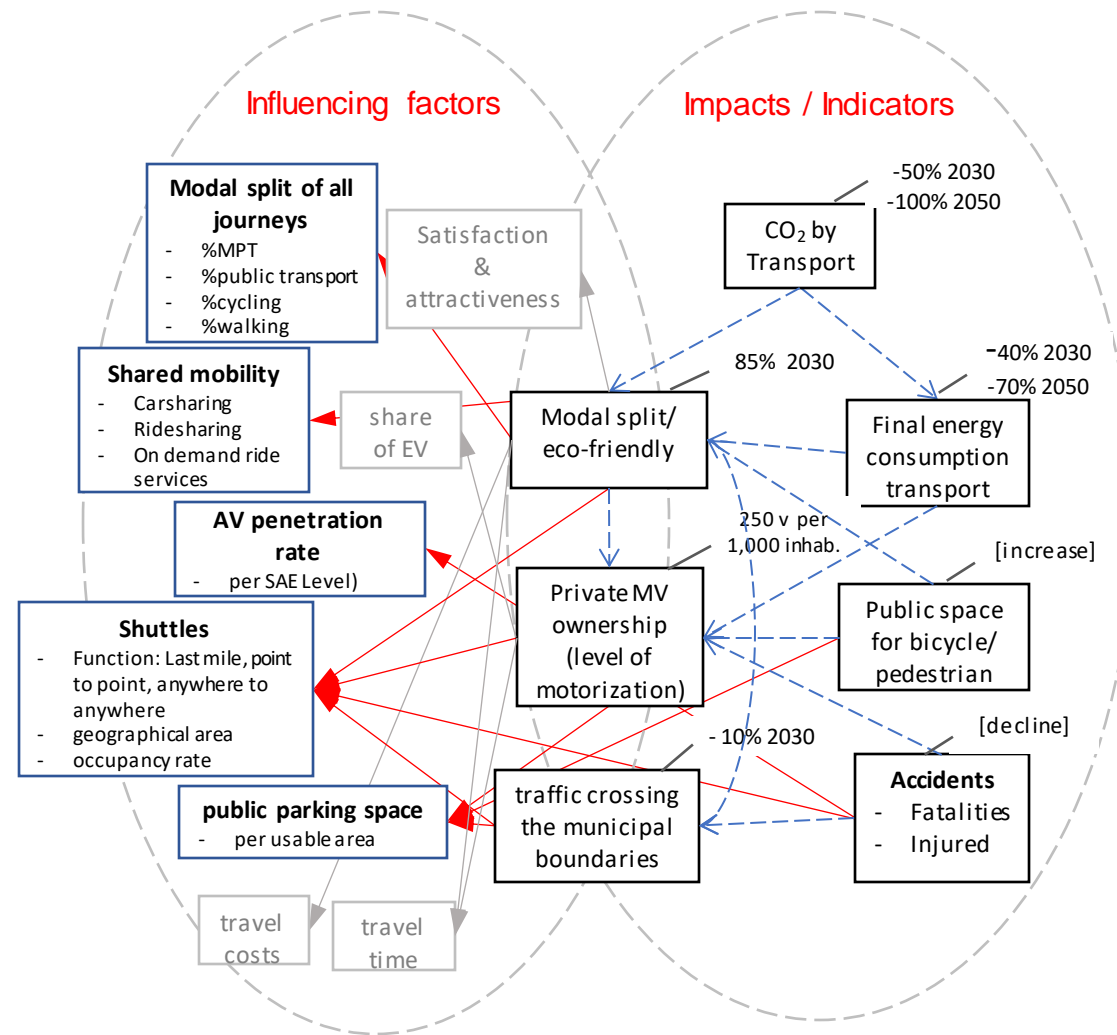 Influencing factors
Impacts / Indicators
Modal split of all
journeys
- %MPT
- %public transport
- %cycling
- %walking
Satisfaction
&
attractiveness
-50% 2030
-100% 2050
CO₂ by
Transport
Shared mobility
- Carsharing
- Ridesharing
- On demand ride
services
share
of EV
85% 2030
Modal split/
eco-friendly
-40% 2030
-70% 2050
Final energy
consumption
transport
AV penetration
rate
- per SAE Level)
250 v per
1,000 inhab.
Private MV
ownership
(level of
motorization)
[increase]
Public space
for bicycle/
pedestrian
Shuttles
- Function: Last mile, point
to point, anywhere to
anywhere
- geographical area
- occupancy rate
- 10% 2030
traffic crossing
the municipal
boundaries
[decline]
Accidents
- Fatalities
- Injured
public parking space
- per usable area
travel
costs
travel
time